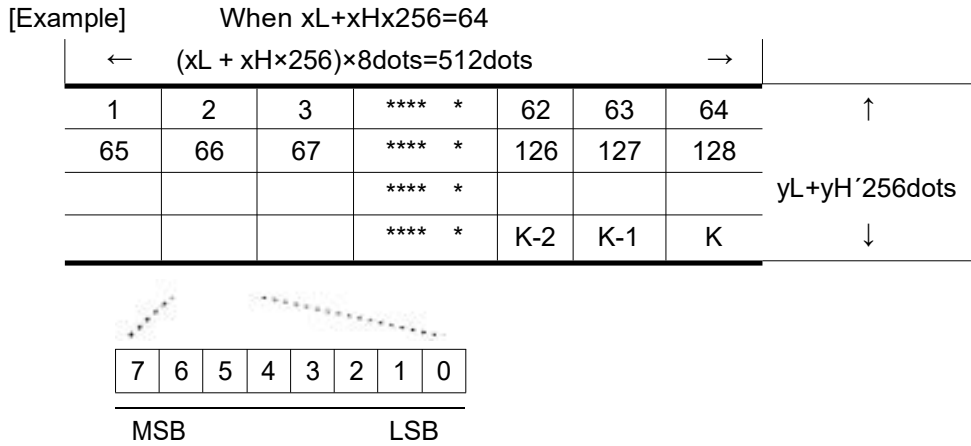 [Example] When xL+xHx256=64
← (xL + xH×256)×8dots=512dots →
1 2 3 **** * 62 63 64 ↑
65 66 67 **** * 126 127 128
**** * yL+yH´256dots
**** * K-2 K-1 K ↓
7 6 5 4 3 2 1 0
MSB LSB